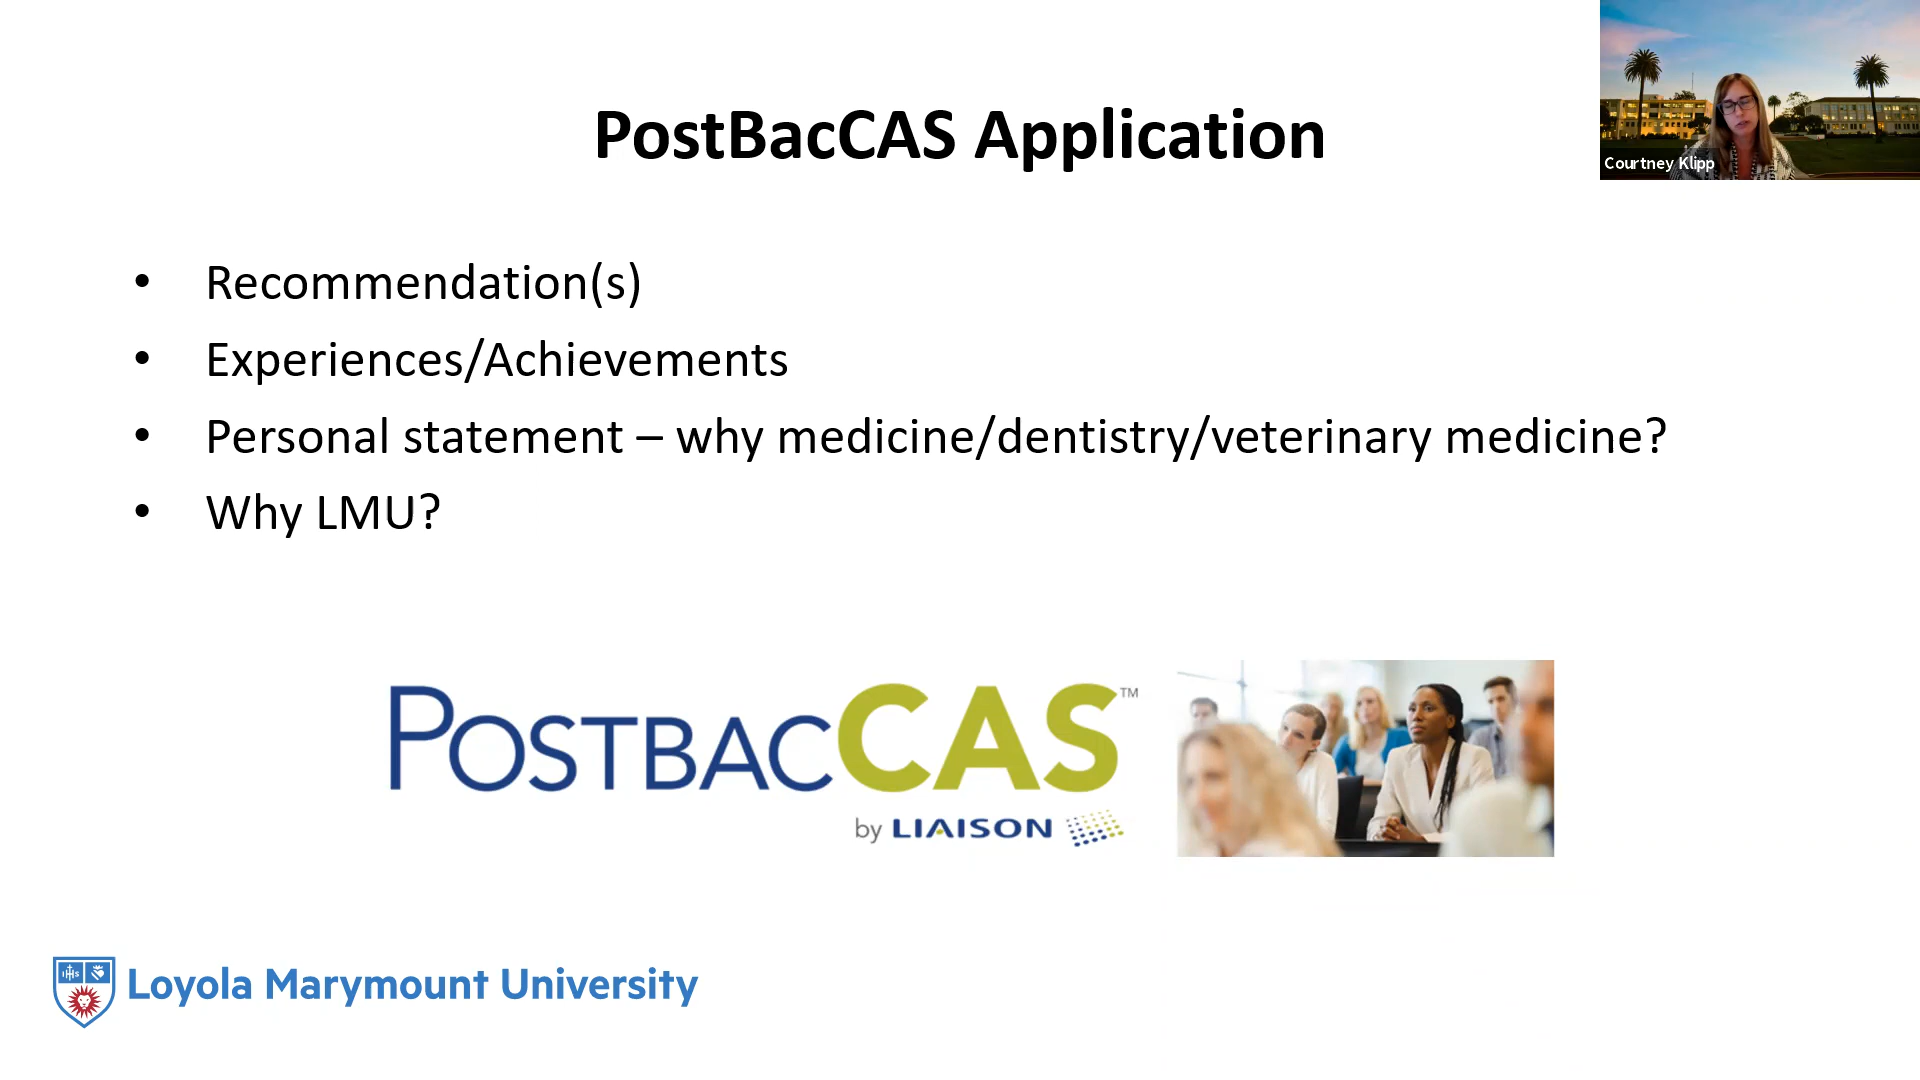 PostBacCAS Application
Courtney Klipp
• Recommendation(s)
• Experiences/Achievements
• Personal statement – why medicine/dentistry/veterinary medicine?
• Why LMU?
POSTBACCAS™
by LIAISON
IHS
Loyola Marymount University